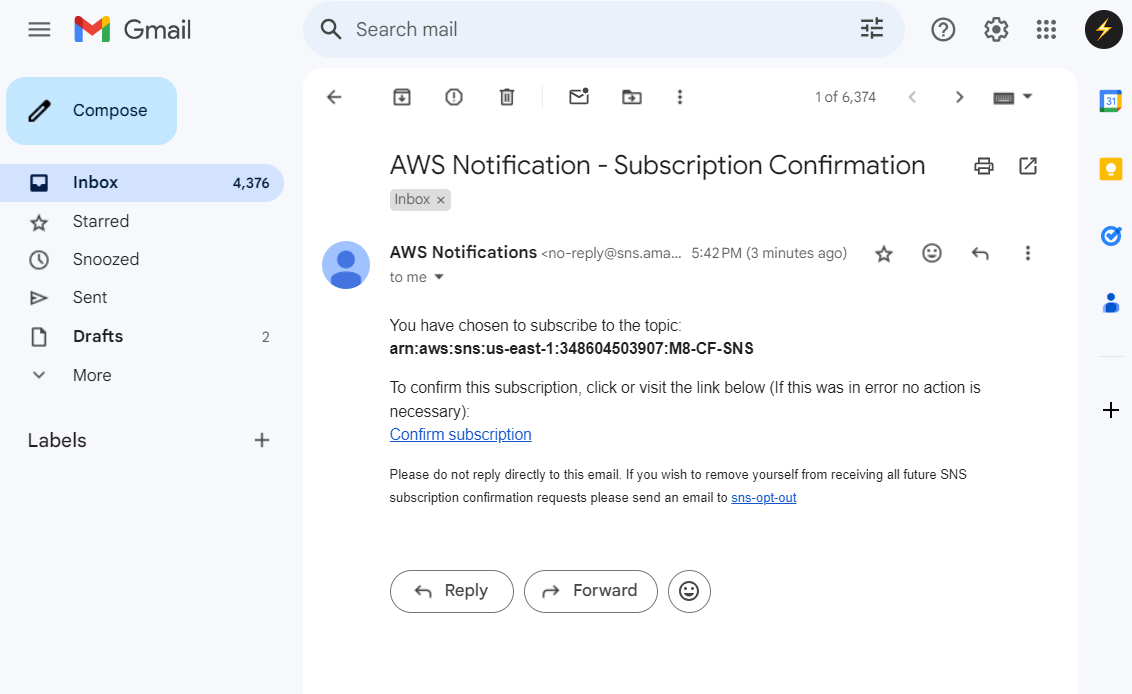 Gmail
Search mail
Compose
1 of 6,374
Inbox 4,376
Starred
Snoozed
Sent
Drafts 2
More
Labels
31
AWS Notification - Subscription Confirmation
Inbox ×
AWS Notifications <no-reply@sns.ama... 5:42 PM (3 minutes ago)
to me
You have chosen to subscribe to the topic:
arn:aws:sns:us-east-1:348604503907:M8-CF-SNS
To confirm this subscription, click or visit the link below (If this was in error no action is
necessary):
Confirm subscription
Please do not reply directly to this email. If you wish to remove yourself from receiving all future SNS
subscription confirmation requests please send an email to sns-opt-out
Reply
Forward